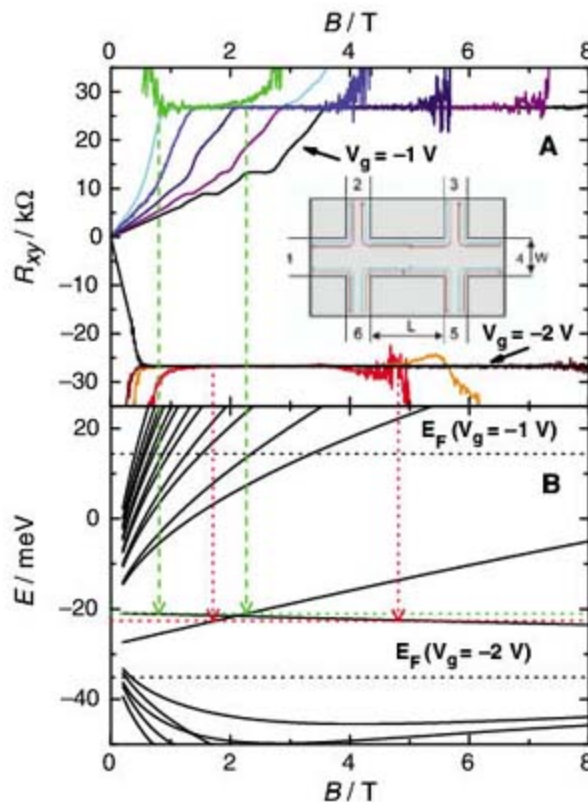 B / T
0 2 4 6 8
30
20
10
0
−10
−20
−30
R_xy / kΩ
A
V_g = −1 V
2 3
1 4 W
6 L 5
V_g = −2 V
20
0
−20
−40
E / meV
E_F (V_g = −1 V)
B
E_F (V_g = −2 V)
0 2 4 6 8
B / T